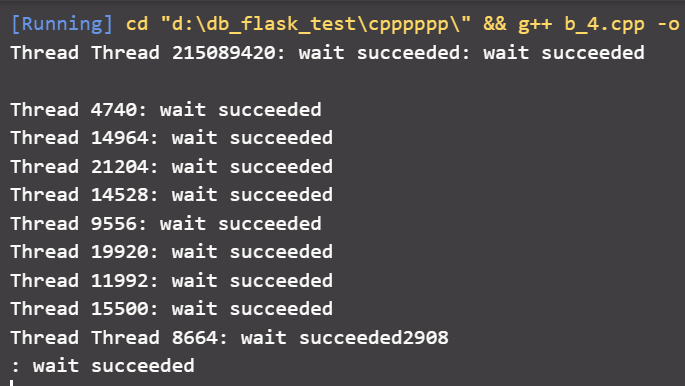 [Running] cd "d:\db_flask_test\cpppppp\" && g++ b_4.cpp -o
Thread Thread 215089420: wait succeeded: wait succeeded
Thread 4740: wait succeeded
Thread 14964: wait succeeded
Thread 21204: wait succeeded
Thread 14528: wait succeeded
Thread 9556: wait succeeded
Thread 19920: wait succeeded
Thread 11992: wait succeeded
Thread 15500: wait succeeded
Thread Thread 8664: wait succeeded2908
: wait succeeded